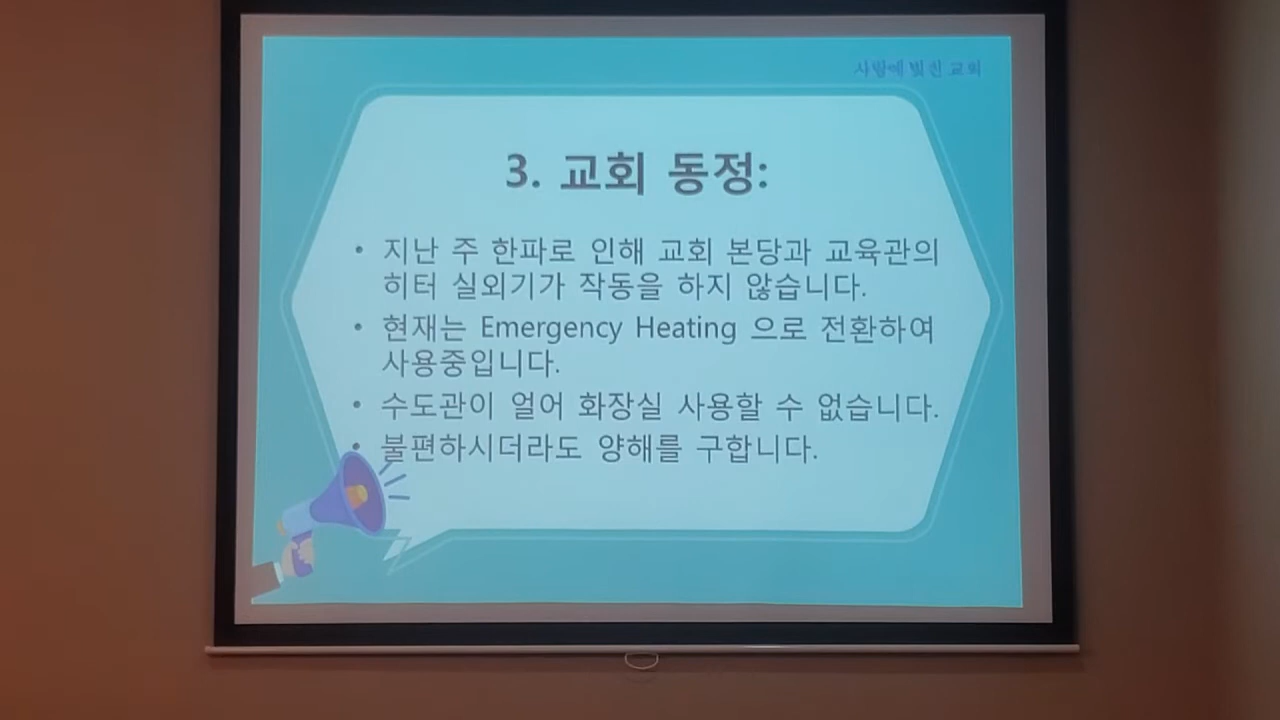 사랑에 빚진 교회
3. 교회 동정:
• 지난 주 한파로 인해 교회 본당과 교육관의
히터 실외기가 작동을 하지 않습니다.
• 현재는 Emergency Heating 으로 전환하여
사용중입니다.
• 수도관이 얼어 화장실 사용할 수 없습니다.
• 불편하시더라도 양해를 구합니다.